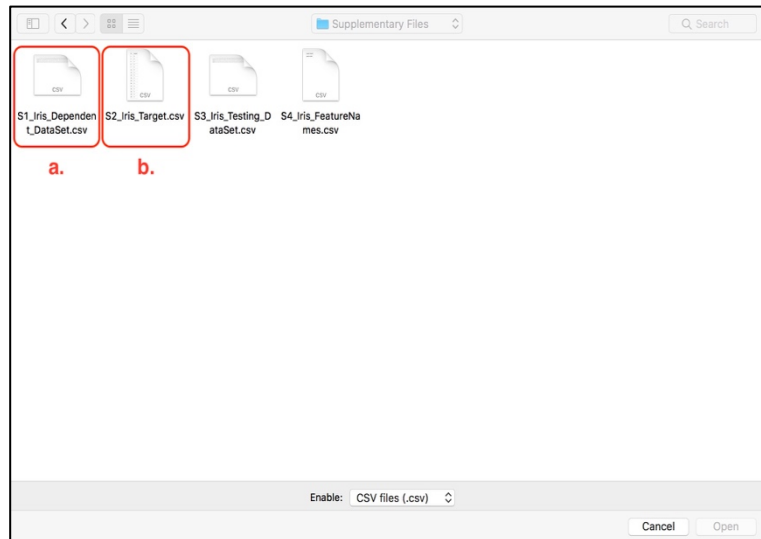 Supplementary Files
Search
CSV
CSV
CSV
CSV
S1_Iris_Dependen
t_DataSet.csv
S2_Iris_Target.csv
S3_Iris_Testing_D
ataSet.csv
S4_Iris_FeatureNa
mes.csv
a.
b.
Enable:
CSV files (.csv)
Cancel
Open